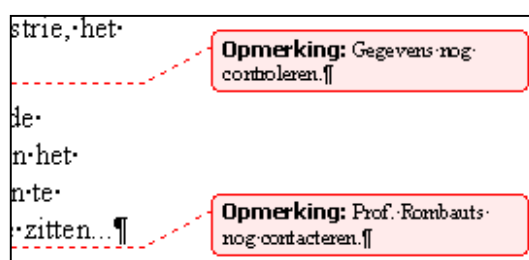 strie, het
Opmerking: Gegevens nog
controleren.¶
de
n het
n te
zitten...¶
Opmerking: Prof. Rombauts
nog contacteren.¶